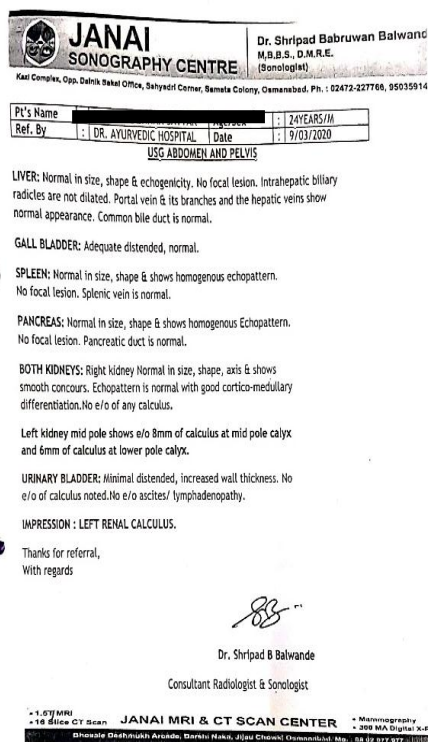 JANAI
SONOGRAPHY CENTRE
Dr. Shripad Babruwan Balwand
M,B,B.S., D.M.R.E.
(Sonologist)
Kazi Complex, Opp. Dainik Sakal Office, Sahyadri Corner, Samata Colony, Osmanabad. Ph. : 02472-227766, 95035914
Pt's Name : 24YEARS/M
Ref. By : DR. AYURVEDIC HOSPITAL Date : 9/03/2020
USG ABDOMEN AND PELVIS
LIVER: Normal in size, shape & echogenicity. No focal lesion. Intrahepatic biliary
radicles are not dilated. Portal vein & its branches and the hepatic veins show
normal appearance. Common bile duct is normal.
GALL BLADDER: Adequate distended, normal.
SPLEEN: Normal in size, shape & shows homogenous echopattern.
No focal lesion. Splenic vein is normal.
PANCREAS: Normal in size, shape & shows homogenous Echopattern.
No focal lesion. Pancreatic duct is normal.
BOTH KIDNEYS: Right kidney Normal in size, shape, axis & shows
smooth concours. Echopattern is normal with good cortico-medullary
differentiation.No e/o of any calculus.
Left kidney mid pole shows e/o 8mm of calculus at mid pole calyx
and 6mm of calculus at lower pole calyx.
URINARY BLADDER: Minimal distended, increased wall thickness. No
e/o of calculus noted.No e/o ascites/ lymphadenopathy.
IMPRESSION : LEFT RENAL CALCULUS.
Thanks for referral,
With regards
Dr. Shripad B Balwande
Consultant Radiologist & Sonologist
• 1.5T MRI
• 16 Slice CT Scan
JANAI MRI & CT SCAN CENTER
• Mammography
• 300 MA Digital X-R
Bhosale Deshmukh Arcade, Barshi Naka, Jijau Chowk, Osmanabad. Mo.